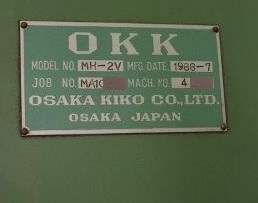 OKK
MODEL NO. MH-2V MFG. DATE 1988-7
JOB NO. MA10 MACH. NO. 4
OSAKA KIKO CO.,LTD.
OSAKA JAPAN